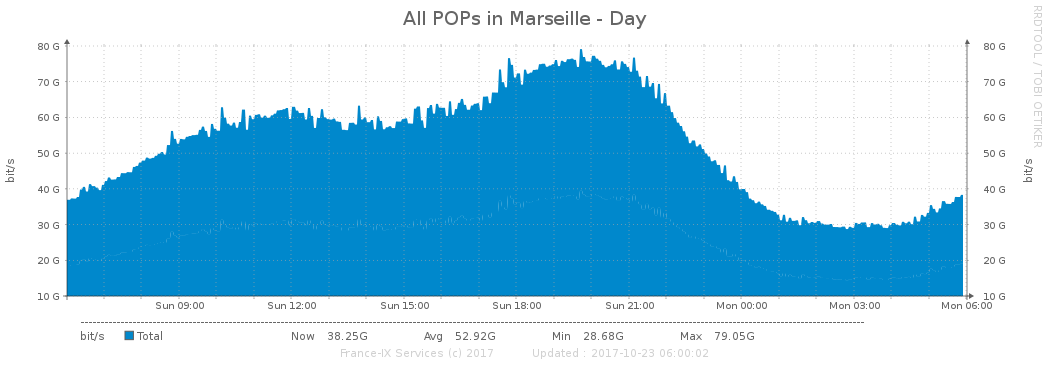 All POPs in Marseille - Day
RRDTOOL / TOBI OETIKER
bit/s
80 G
70 G
60 G
50 G
40 G
30 G
20 G
10 G
80 G
70 G
60 G
50 G
40 G
30 G
20 G
10 G
bit/s
Sun 09:00 Sun 12:00 Sun 15:00 Sun 18:00 Sun 21:00 Mon 00:00 Mon 03:00 Mon 06:00
bit/s Total Now 38.25G Avg 52.92G Min 28.68G Max 79.05G
France-IX Services (c) 2017 Updated : 2017-10-23 06:00:02